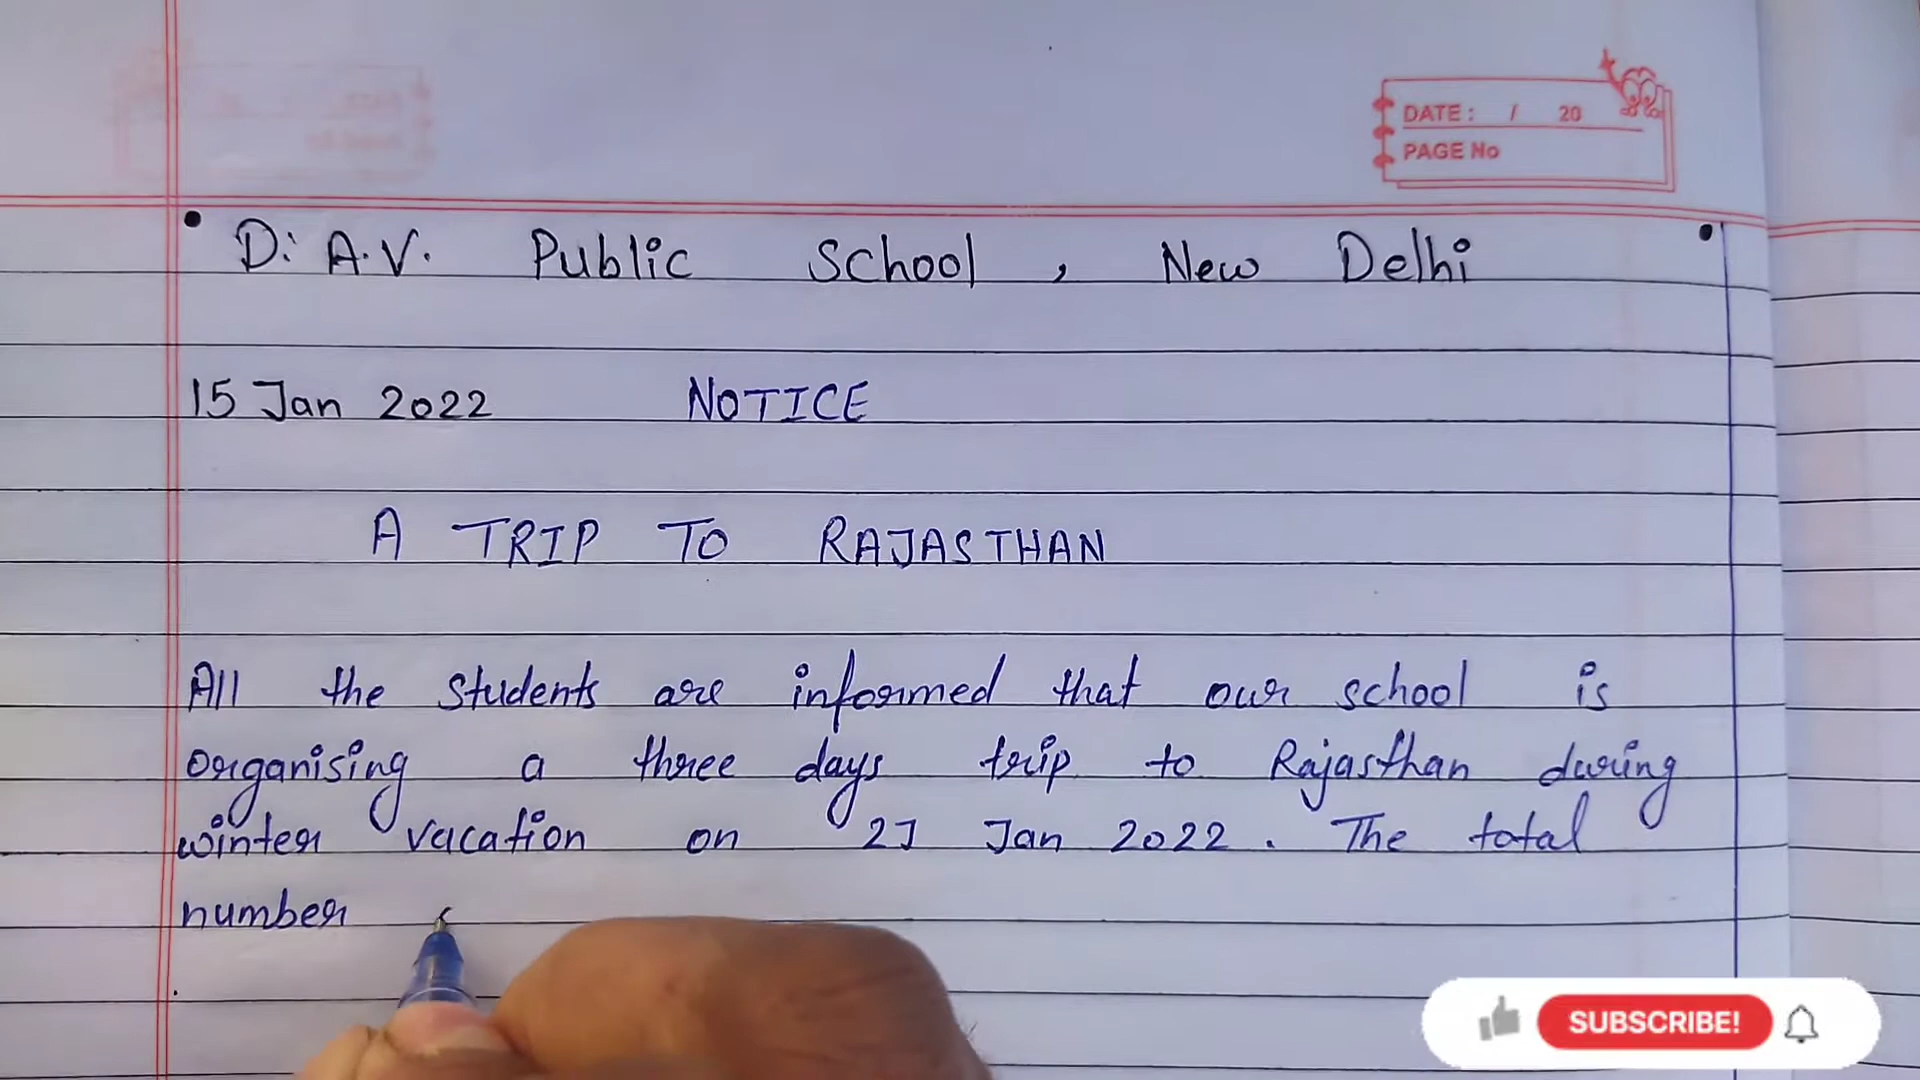 DATE: / 20
PAGE No
D.A.V. Public School, New Delhi
15 Jan 2022 NOTICE
A TRIP TO RAJASTHAN
All the students are informed that our school is
organising a three days trip to Rajasthan during
winter vacation on 27 Jan 2022. The total
number
SUBSCRIBE!